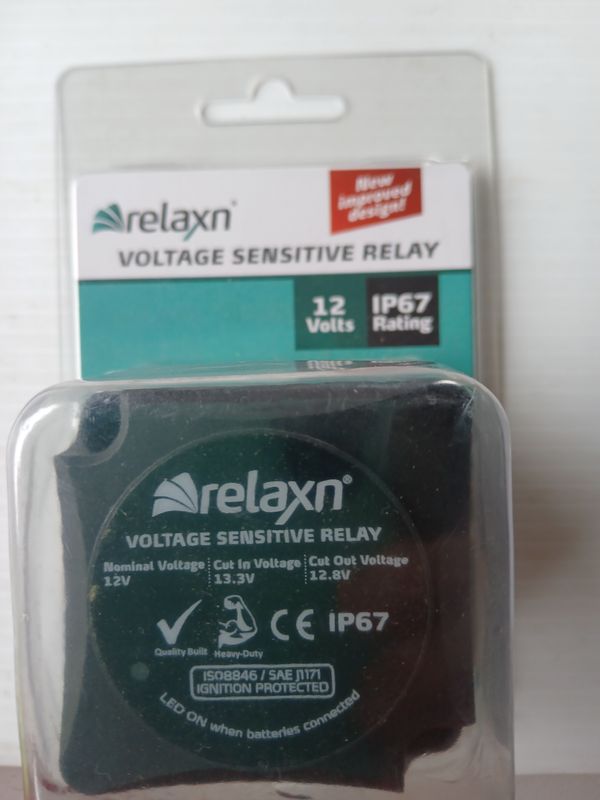 relaxn®
New
improved
design!
VOLTAGE SENSITIVE RELAY
12
Volts
IP67
Rating
relaxn®
VOLTAGE SENSITIVE RELAY
Nominal Voltage
12V
Cut In Voltage
13.3V
Cut Out Voltage
12.8V
Quality Built
Heavy-Duty
CE
IP67
ISO8846 / SAE J1171
IGNITION PROTECTED
LED ON when batteries connected